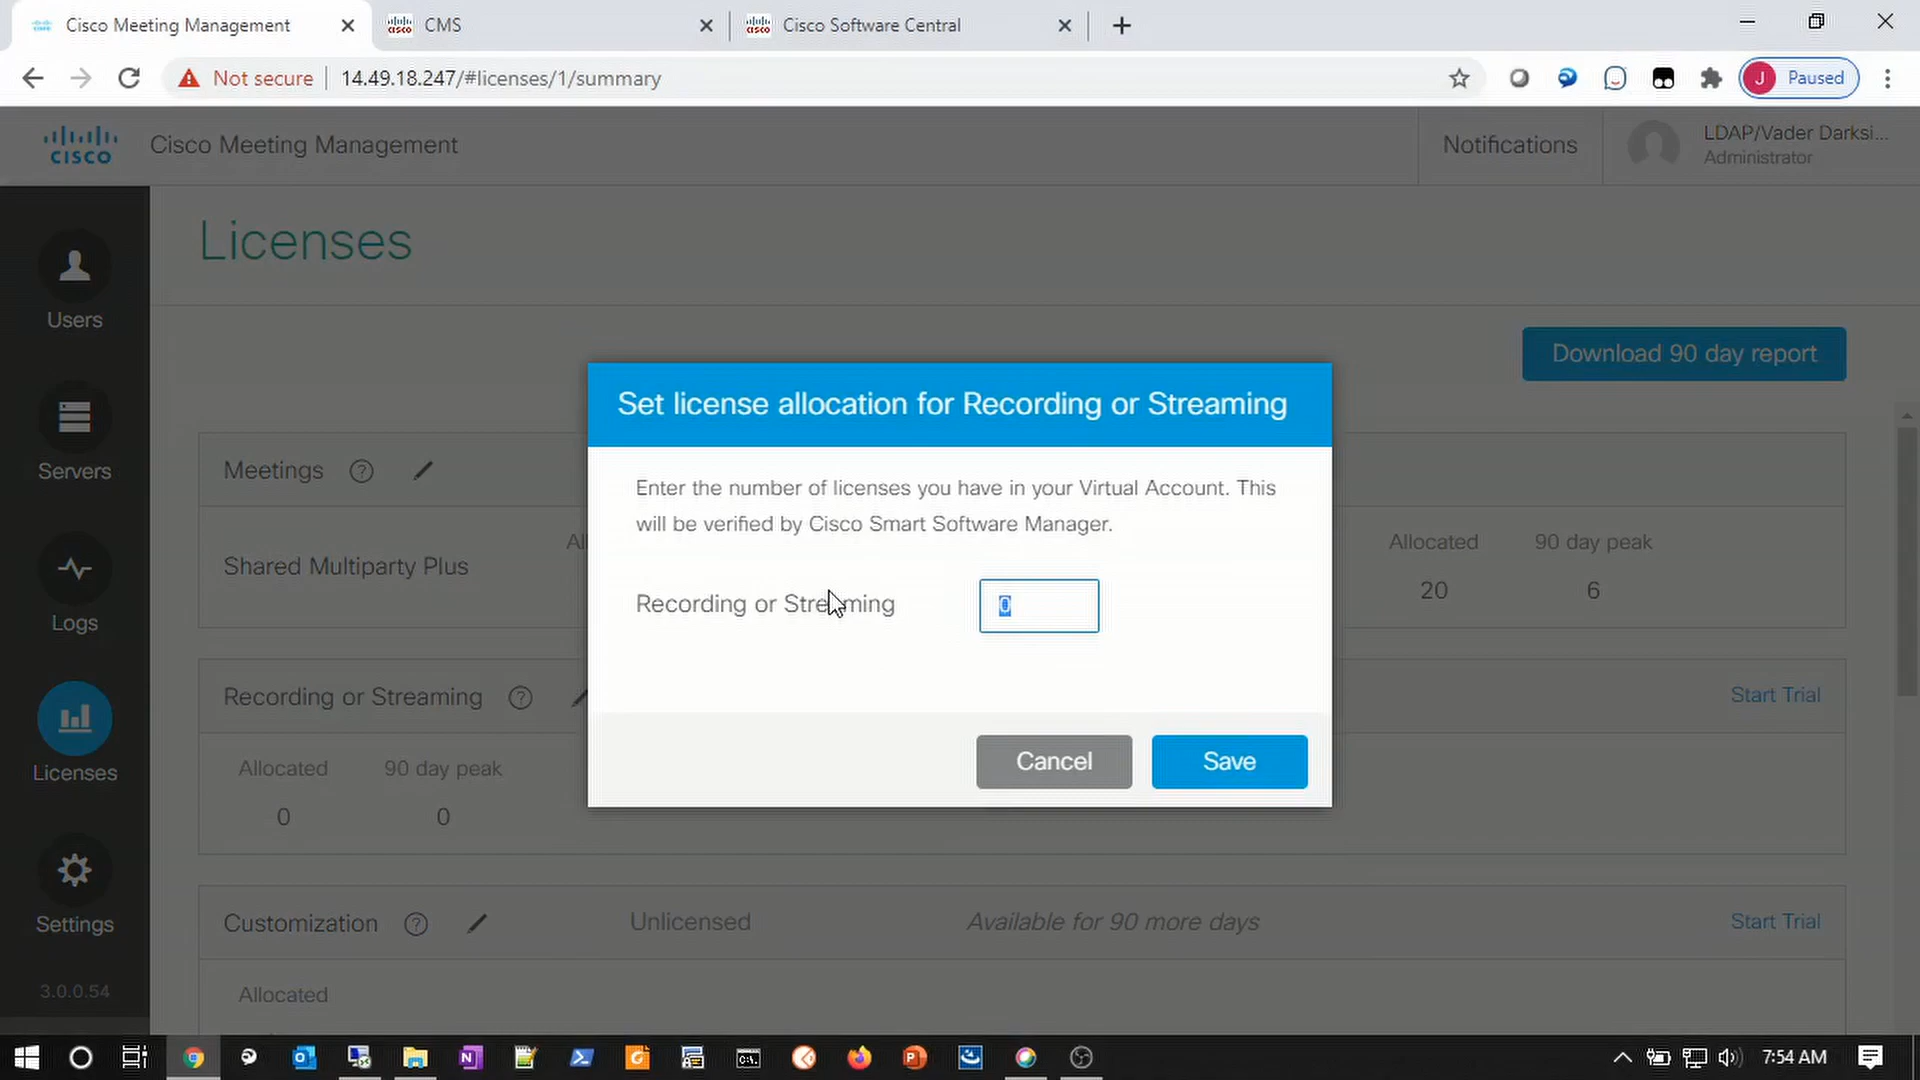 Cisco Meeting Management
CMS
Cisco Software Central
Not secure
14.49.18.247/#licenses/1/summary
J
Paused
CISCO
Cisco Meeting Management
Notifications
LDAP/Vader Darksi...
Administrator
Licenses
Users
Download 90 day report
Set license allocation for Recording or Streaming
Servers
Meetings
Enter the number of licenses you have in your Virtual Account. This
will be verified by Cisco Smart Software Manager.
Shared Multiparty Plus
Allocated
90 day peak
20
6
Recording or Streaming
0
Logs
Recording or Streaming
Start Trial
Cancel
Save
Licenses
Allocated
90 day peak
0
0
Settings
Customization
Unlicensed
Available for 90 more days
Start Trial
3.0.0.54
Allocated
7:54 AM